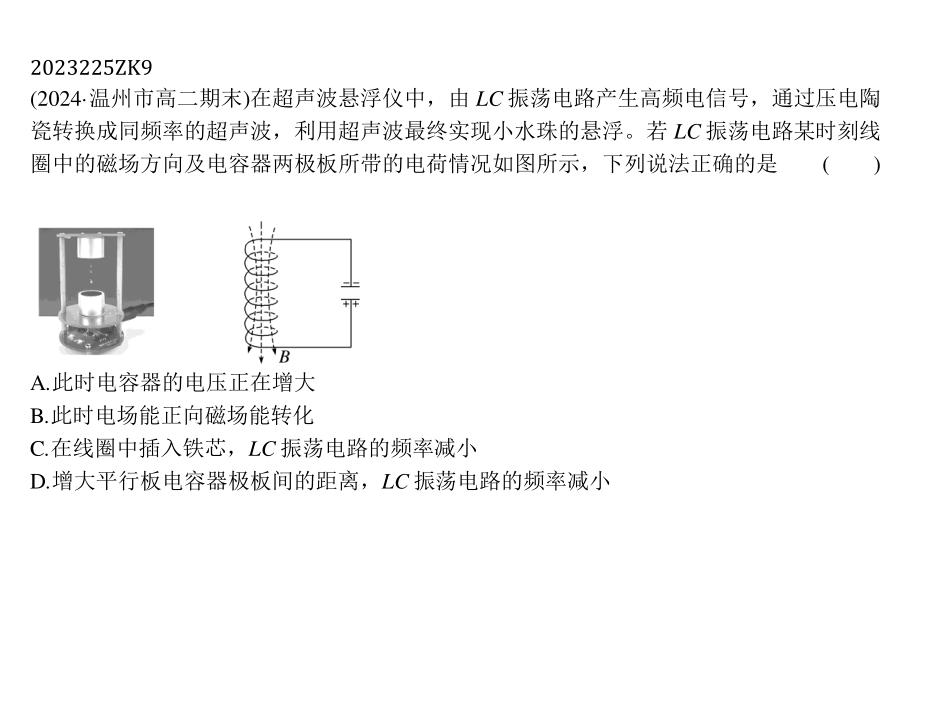 2023225ZK9
(2024·温州市高二期末)在超声波悬浮仪中，由 LC 振荡电路产生高频电信号，通过压电陶
瓷转换成同频率的超声波，利用超声波最终实现小水珠的悬浮。若 LC 振荡电路某时刻线
圈中的磁场方向及电容器两极板所带的电荷情况如图所示，下列说法正确的是 ( )
B
A.此时电容器的电压正在增大
B.此时电场能正向磁场能转化
C.在线圈中插入铁芯，LC 振荡电路的频率减小
D.增大平行板电容器极板间的距离，LC 振荡电路的频率减小